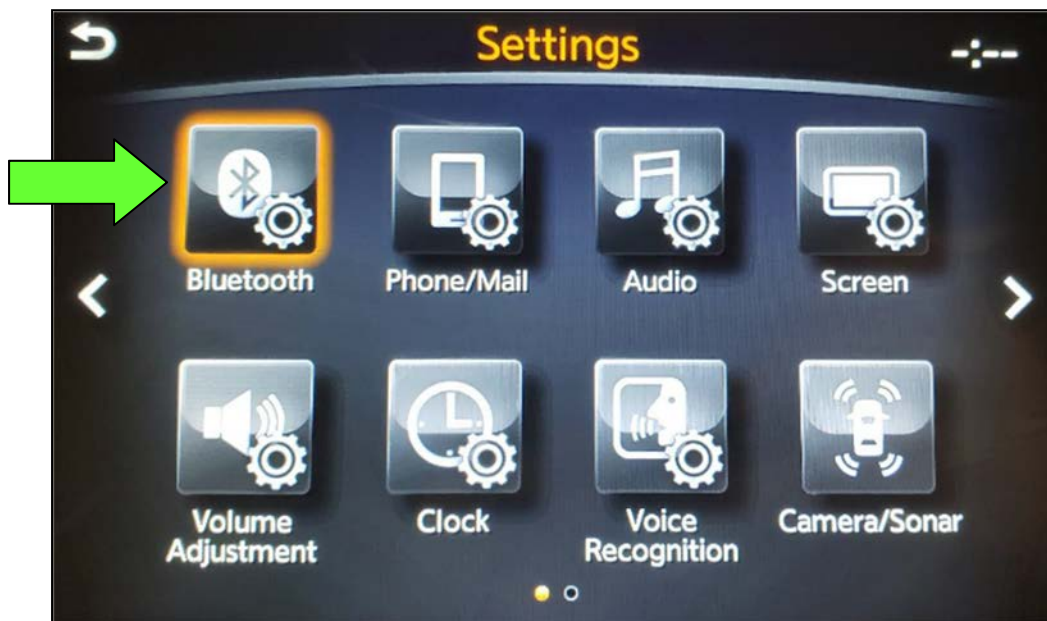 Settings
-:--
Bluetooth
Phone/Mail
Audio
Screen
Volume
Adjustment
Clock
Voice
Recognition
Camera/Sonar